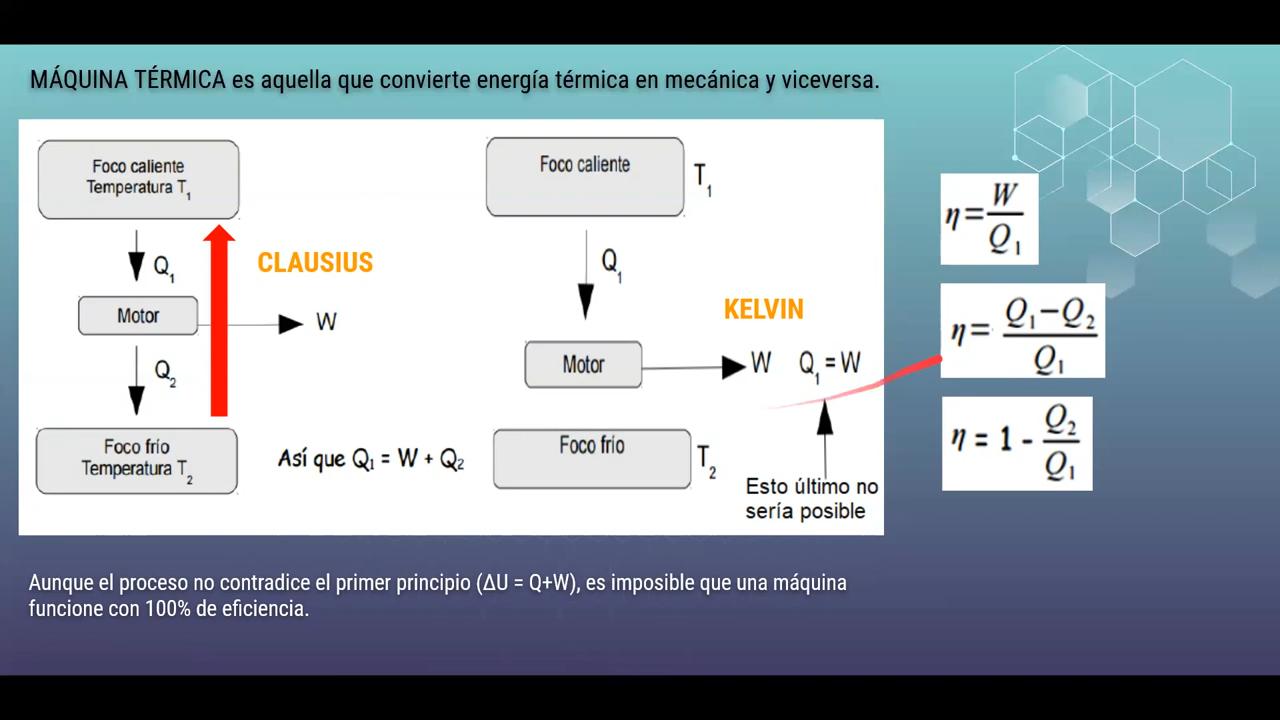 MÁQUINA TÉRMICA es aquella que convierte energía térmica en mecánica y viceversa.
Foco caliente
Temperatura T₁
Q₁
CLAUSIUS
Motor
W
Q₂
Foco frío
Temperatura T₂
Así que Q₁ = W + Q₂
Foco caliente
T₁
Q₁
KELVIN
Motor
W Q₁ = W
Foco frío
T₂
Esto último no
sería posible
η = W / Q₁
η = (Q₁ − Q₂) / Q₁
η = 1 - Q₂ / Q₁
Aunque el proceso no contradice el primer principio (ΔU = Q+W), es imposible que una máquina
funcione con 100% de eficiencia.